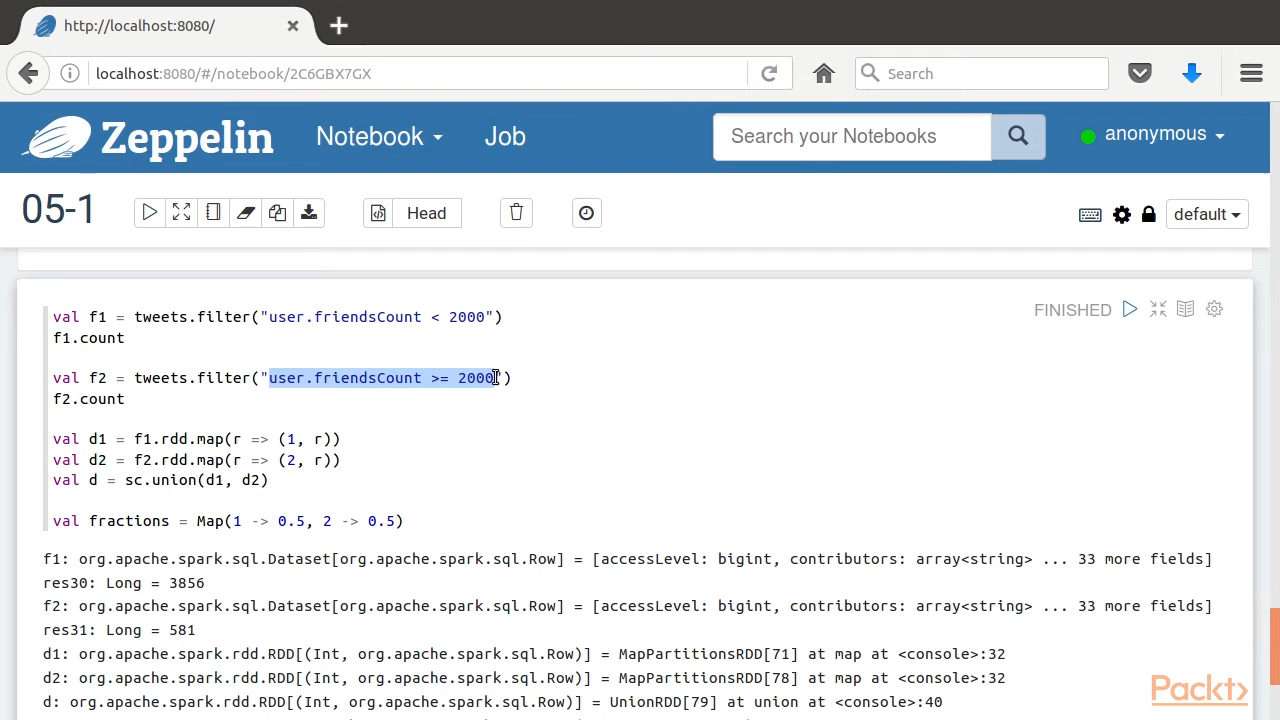 http://localhost:8080/
localhost:8080/#/notebook/2C6GBX7GX
Search
Zeppelin
Notebook
Job
Search your Notebooks
anonymous
05-1
Head
default
val f1 = tweets.filter("user.friendsCount < 2000")
FINISHED
f1.count
val f2 = tweets.filter("user.friendsCount >= 2000")
f2.count
val d1 = f1.rdd.map(r => (1, r))
val d2 = f2.rdd.map(r => (2, r))
val d = sc.union(d1, d2)
val fractions = Map(1 -> 0.5, 2 -> 0.5)
f1: org.apache.spark.sql.Dataset[org.apache.spark.sql.Row] = [accessLevel: bigint, contributors: array<string> ... 33 more fields]
res30: Long = 3856
f2: org.apache.spark.sql.Dataset[org.apache.spark.sql.Row] = [accessLevel: bigint, contributors: array<string> ... 33 more fields]
res31: Long = 581
d1: org.apache.spark.rdd.RDD[(Int, org.apache.spark.sql.Row)] = MapPartitionsRDD[71] at map at <console>:32
d2: org.apache.spark.rdd.RDD[(Int, org.apache.spark.sql.Row)] = MapPartitionsRDD[78] at map at <console>:32
d: org.apache.spark.rdd.RDD[(Int, org.apache.spark.sql.Row)] = UnionRDD[79] at union at <console>:40
Packt>